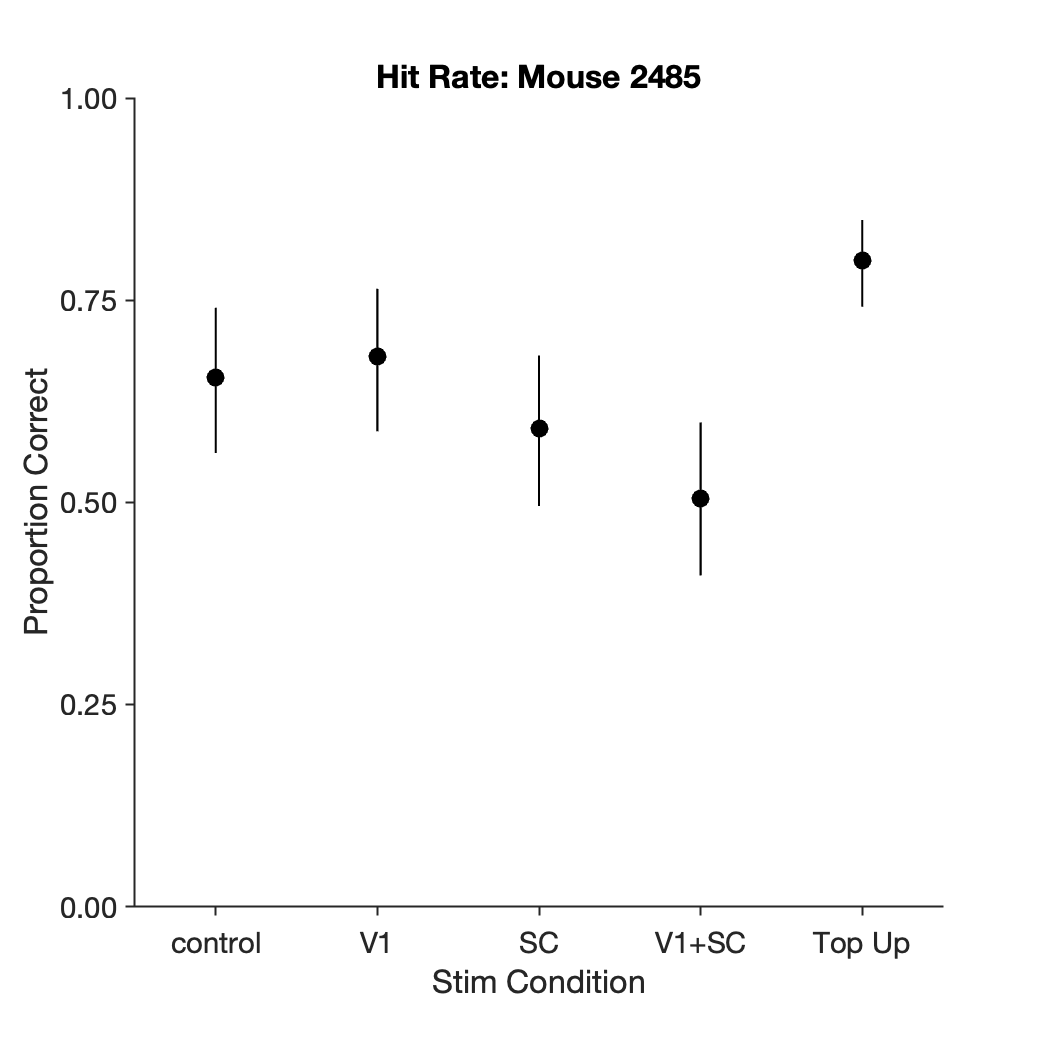 Hit Rate: Mouse 2485
1.00
0.75
0.50
0.25
0.00
Proportion Correct
control V1 SC V1+SC Top Up
Stim Condition